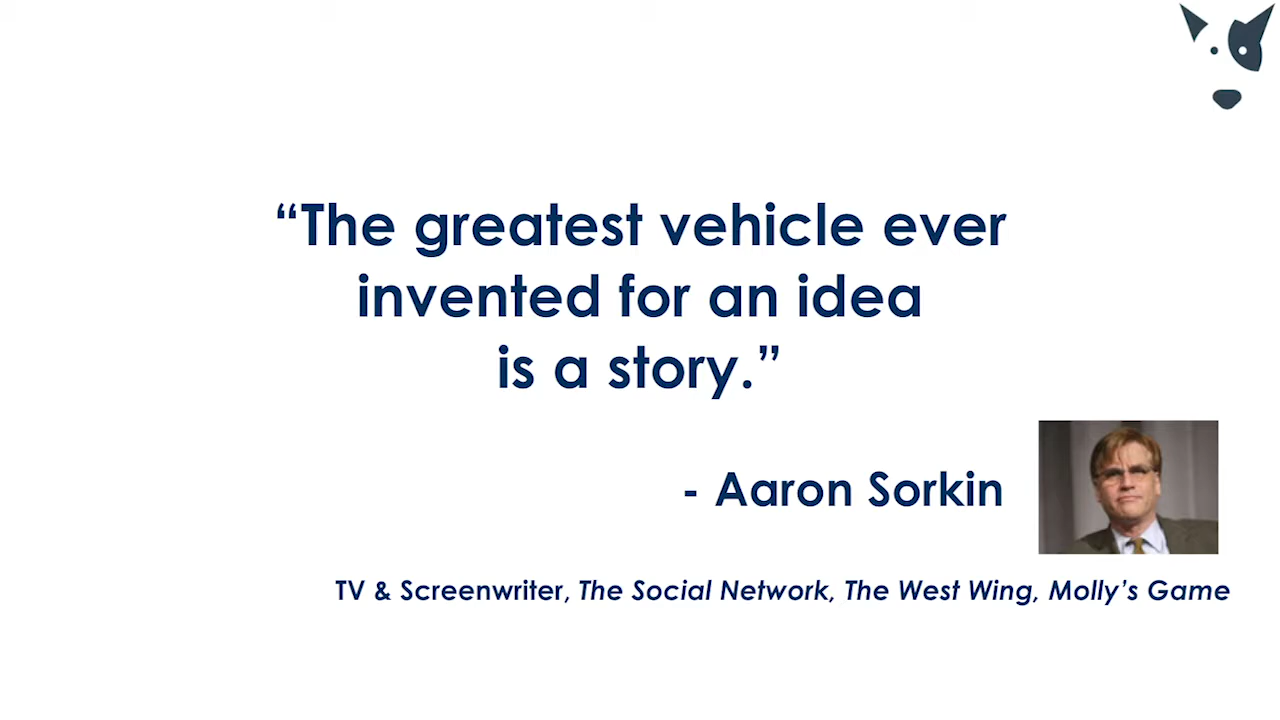 “The greatest vehicle ever
invented for an idea
is a story.”
- Aaron Sorkin
TV & Screenwriter, The Social Network, The West Wing, Molly’s Game